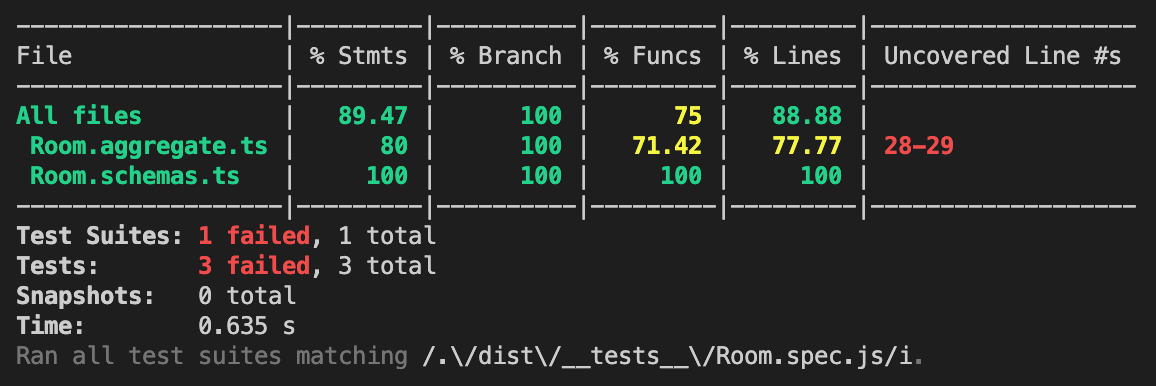 --------------------|---------|----------|---------|---------|-------------------
File                | % Stmts | % Branch | % Funcs | % Lines | Uncovered Line #s
--------------------|---------|----------|---------|---------|-------------------
All files           |   89.47 |      100 |      75 |   88.88 |
 Room.aggregate.ts  |      80 |      100 |   71.42 |   77.77 | 28-29
 Room.schemas.ts    |     100 |      100 |     100 |     100 |
--------------------|---------|----------|---------|---------|-------------------
Test Suites: 1 failed, 1 total
Tests:       3 failed, 3 total
Snapshots:   0 total
Time:        0.635 s
Ran all test suites matching /.\/dist\/__tests__\/Room.spec.js/i.